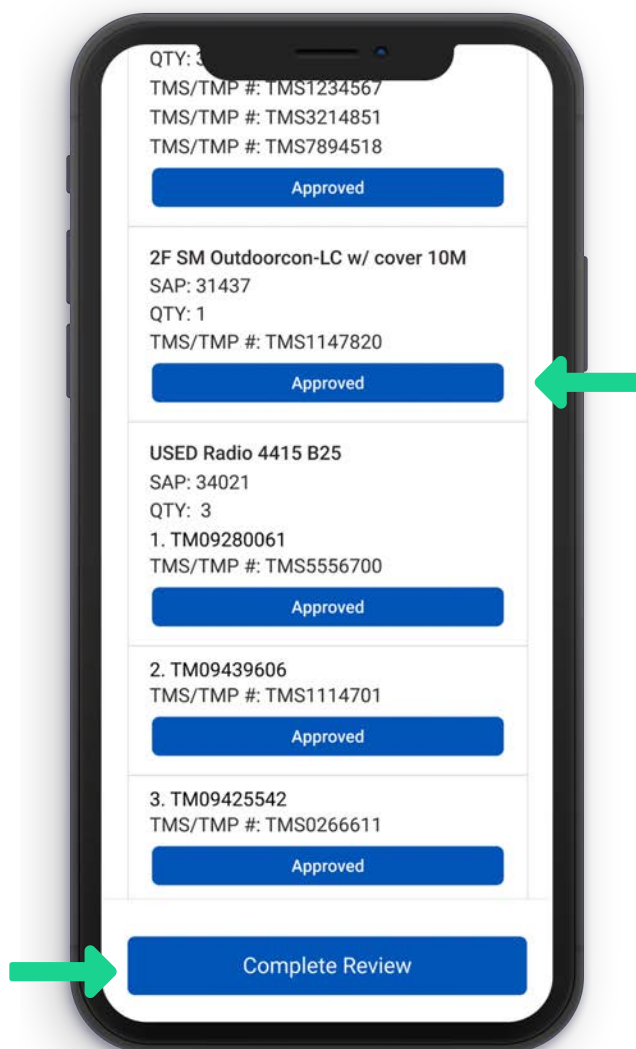 QTY: 3
TMS/TMP #: TMS1234567
TMS/TMP #: TMS3214851
TMS/TMP #: TMS7894518
Approved
2F SM Outdoorcon-LC w/ cover 10M
SAP: 31437
QTY: 1
TMS/TMP #: TMS1147820
Approved
USED Radio 4415 B25
SAP: 34021
QTY: 3
1. TM09280061
TMS/TMP #: TMS5556700
Approved
2. TM09439606
TMS/TMP #: TMS1114701
Approved
3. TM09425542
TMS/TMP #: TMS0266611
Approved
Complete Review